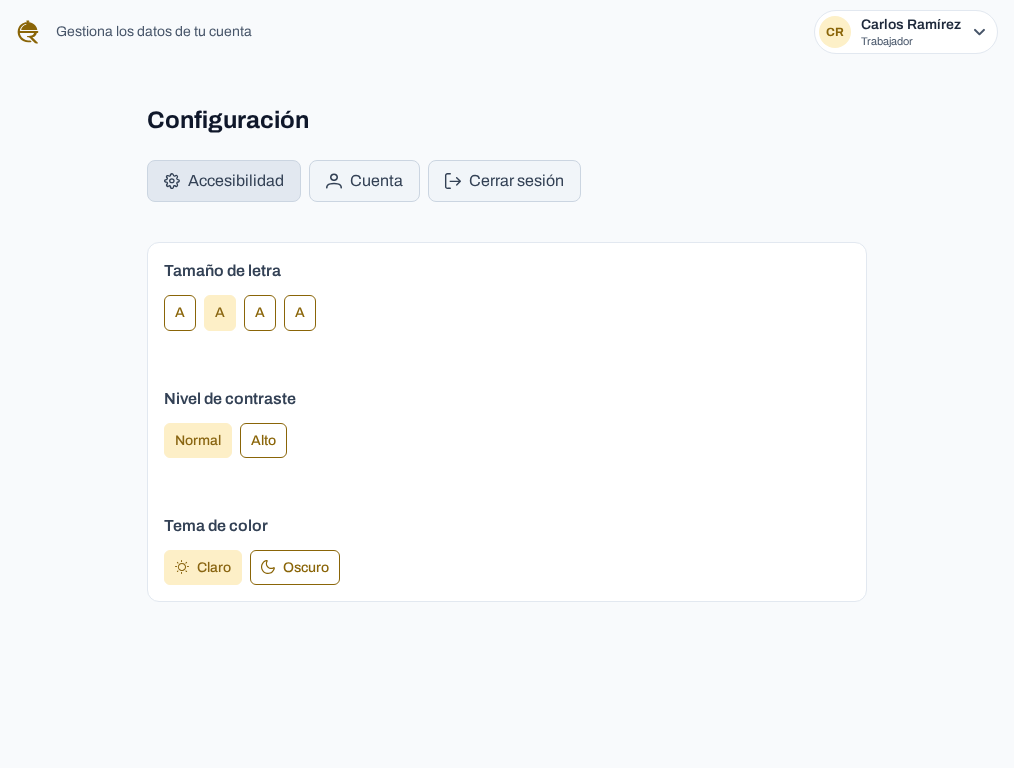 Gestiona los datos de tu cuenta
CR
Carlos Ramírez
Trabajador
Configuración
Accesibilidad
Cuenta
Cerrar sesión
Tamaño de letra
A A A A
Nivel de contraste
Normal
Alto
Tema de color
Claro
Oscuro